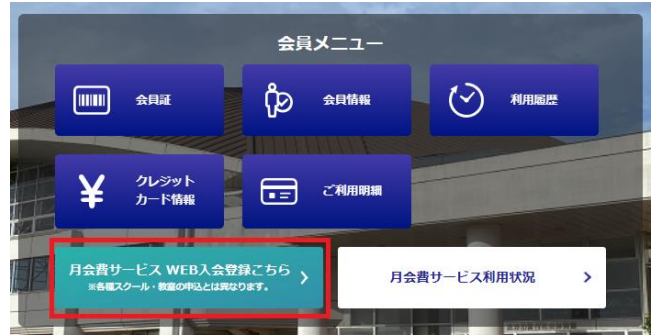 会員メニュー
会員証
会員情報
利用履歴
クレジット
カード情報
ご利用明細
月会費サービス WEB入会登録こちら
※各種スクール・教室の申込とは異なります。
月会費サービス利用状況